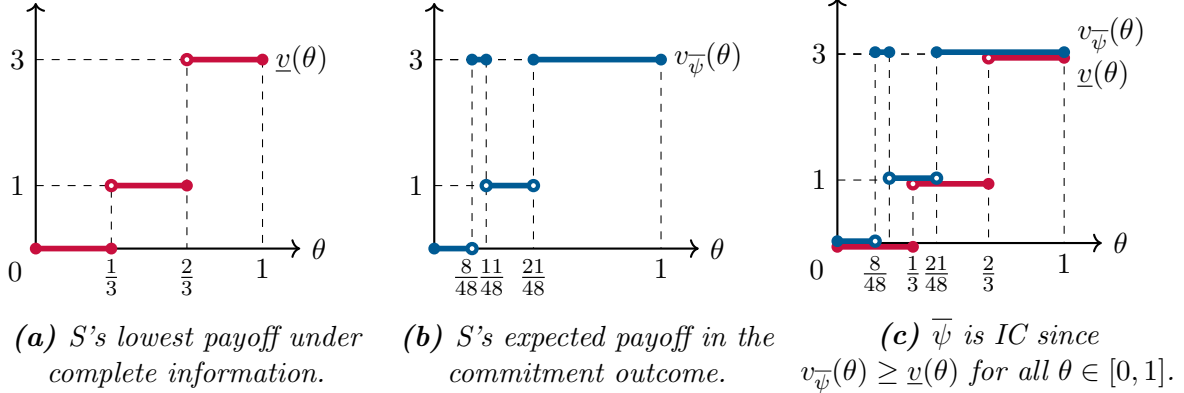 3
1
0
1/3
2/3
1
θ
v̲(θ)
3
1
8/48
11/48
21/48
1
θ
v_ψ̅(θ)
3
1
0
8/48
1/3
21/48
2/3
1
θ
v_ψ̅(θ)
v̲(θ)
(a) S's lowest payoff under
complete information.
(b) S's expected payoff in the
commitment outcome.
(c) ψ̅ is IC since
v_ψ̅(θ) ≥ v̲(θ) for all θ ∈ [0, 1].